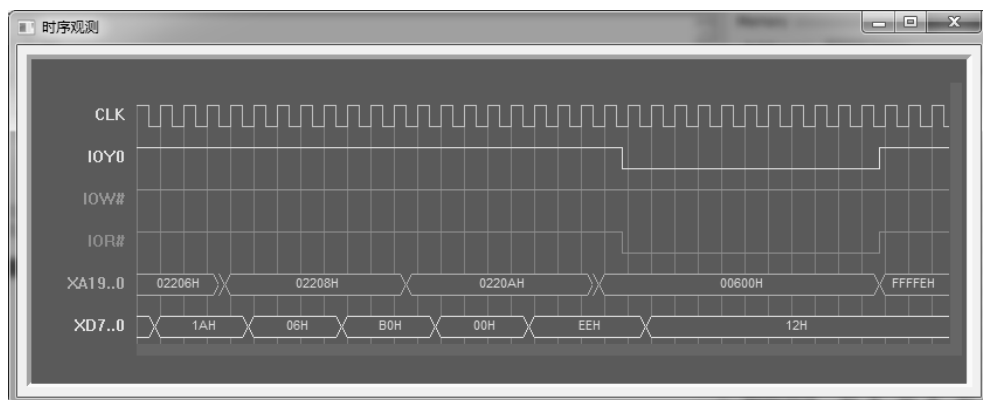 时序观测
CLK
IOY0
IOW#
IOR#
XA19..0 02206H 02208H 0220AH 00600H FFFFEH
XD7..0 1AH 06H B0H 00H EEH 12H